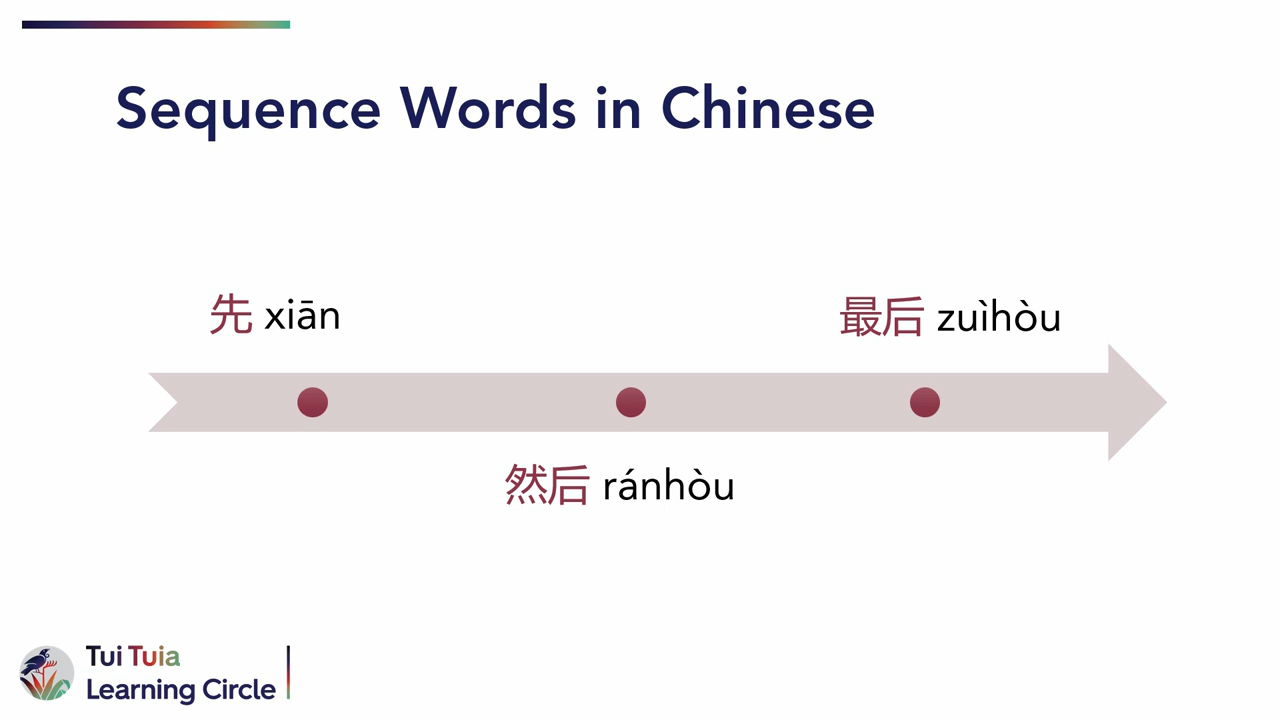 Sequence Words in Chinese
先 xiān
最后 zuìhòu
然后 ránhòu
Tui Tuia
Learning Circle